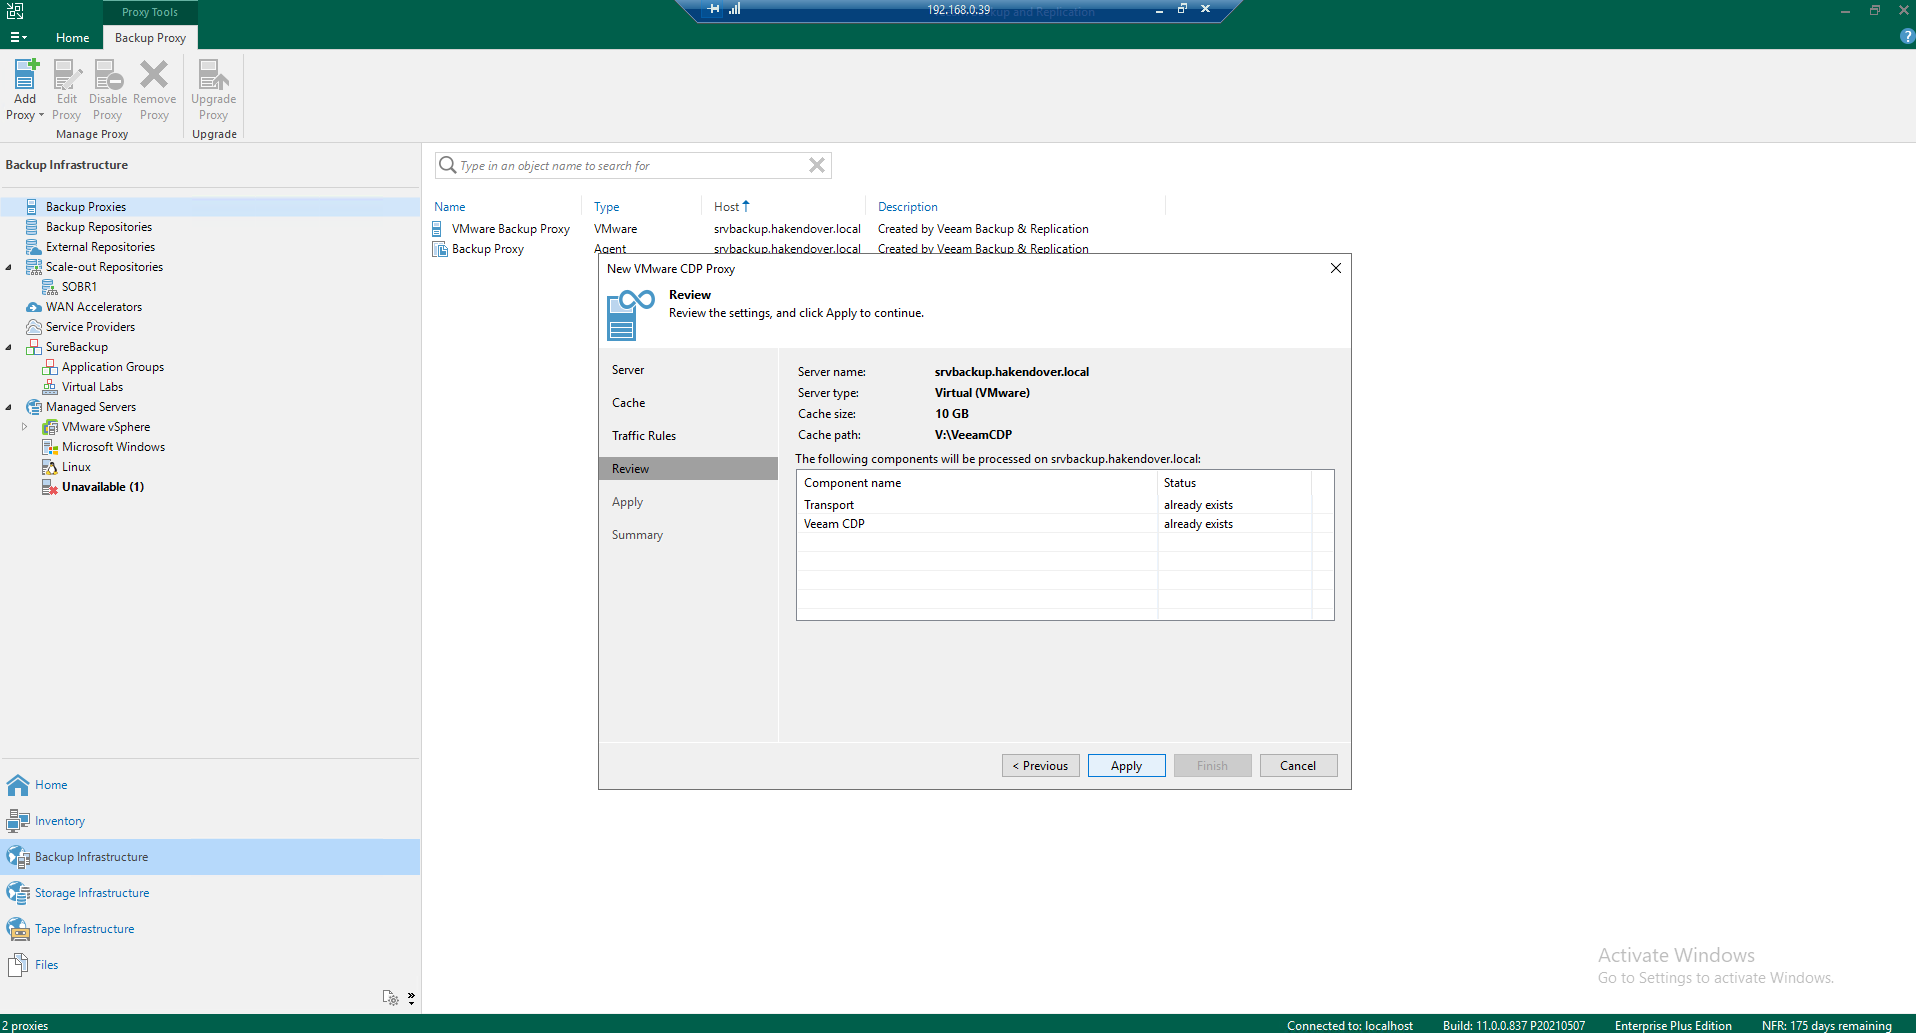 Proxy Tools
192.168.0.39
Backup and Replication
Home
Backup Proxy
Add Proxy
Edit Proxy
Disable Proxy
Remove Proxy
Upgrade Proxy
Manage Proxy
Upgrade
Backup Infrastructure
Type in an object name to search for
Backup Proxies
Backup Repositories
External Repositories
Scale-out Repositories
SOBR1
WAN Accelerators
Service Providers
SureBackup
Application Groups
Virtual Labs
Managed Servers
VMware vSphere
Microsoft Windows
Linux
Unavailable (1)
Name Type Host Description
VMware Backup Proxy VMware srvbackup.hakendover.local Created by Veeam Backup & Replication
Backup Proxy Agent srvbackup.hakendover.local Created by Veeam Backup & Replication
New VMware CDP Proxy
Review
Review the settings, and click Apply to continue.
Server
Cache
Traffic Rules
Review
Apply
Summary
Server name: srvbackup.hakendover.local
Server type: Virtual (VMware)
Cache size: 10 GB
Cache path: V:\VeeamCDP
The following components will be processed on srvbackup.hakendover.local:
Component name Status
Transport already exists
Veeam CDP already exists
< Previous Apply Finish Cancel
Home
Inventory
Backup Infrastructure
Storage Infrastructure
Tape Infrastructure
Files
Activate Windows
Go to Settings to activate Windows.
2 proxies
Connected to: localhost Build: 11.0.0.837 P20210507 Enterprise Plus Edition NFR: 175 days remaining